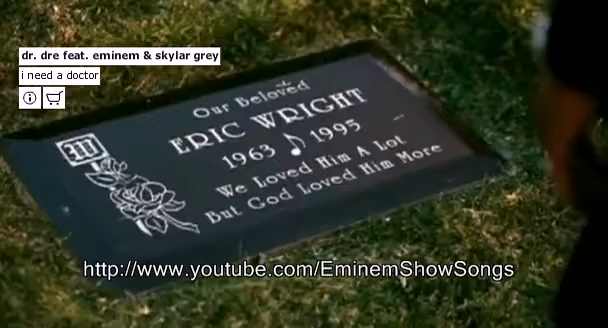 dr. dre feat. eminem & skylar grey
i need a doctor
Our Beloved
W
ERIC WRIGHT
1963 1995
We Loved Him A Lot
But God Loved Him More
http://www.youtube.com/EminemShowSongs